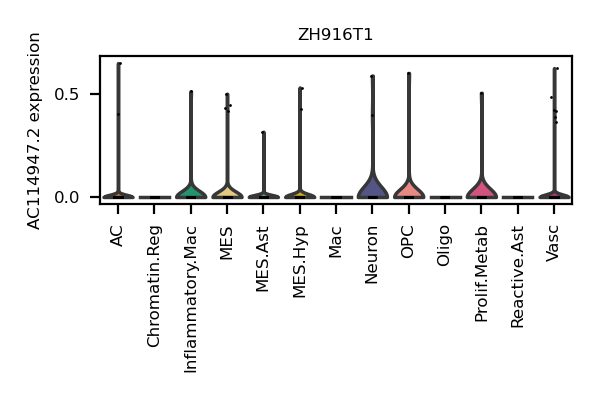 ZH916T1
AC114947.2 expression
0.5
0.0
AC
Chromatin.Reg
Inflammatory.Mac
MES
MES.Ast
MES.Hyp
Mac
Neuron
OPC
Oligo
Prolif.Metab
Reactive.Ast
Vasc